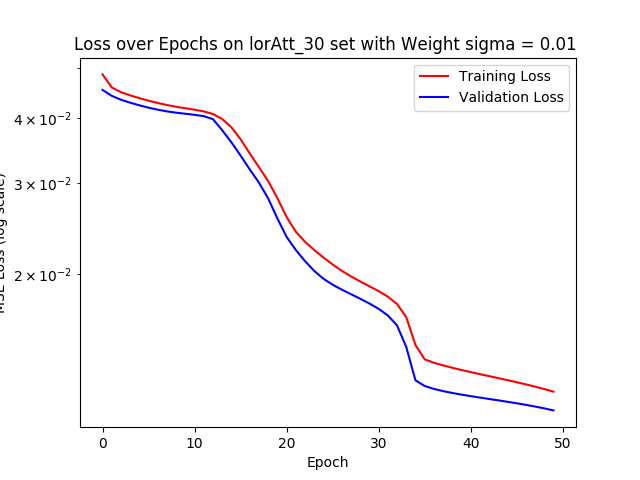 Loss over Epochs on lorAtt_30 set with Weight sigma = 0.01
Training Loss
Validation Loss
4 × 10⁻²
3 × 10⁻²
2 × 10⁻²
MSE Loss (log scale)
0 10 20 30 40 50
Epoch